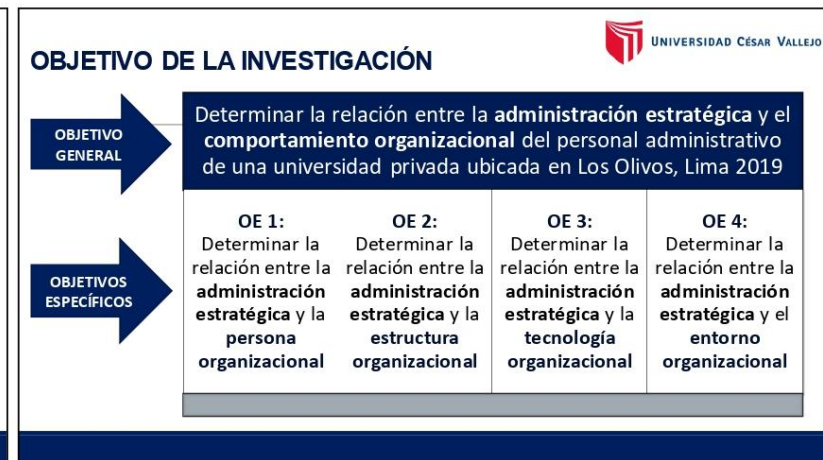 UNIVERSIDAD CÉSAR VALLEJO
OBJETIVO DE LA INVESTIGACIÓN
OBJETIVO
GENERAL
Determinar la relación entre la administración estratégica y el
comportamiento organizacional del personal administrativo
de una universidad privada ubicada en Los Olivos, Lima 2019
OBJETIVOS
ESPECÍFICOS
OE 1:
Determinar la
relación entre la
administración
estratégica y la
persona
organizacional
OE 2:
Determinar la
relación entre la
administración
estratégica y la
estructura
organizacional
OE 3:
Determinar la
relación entre la
administración
estratégica y la
tecnología
organizacional
OE 4:
Determinar la
relación entre la
administración
estratégica y el
entorno
organizacional